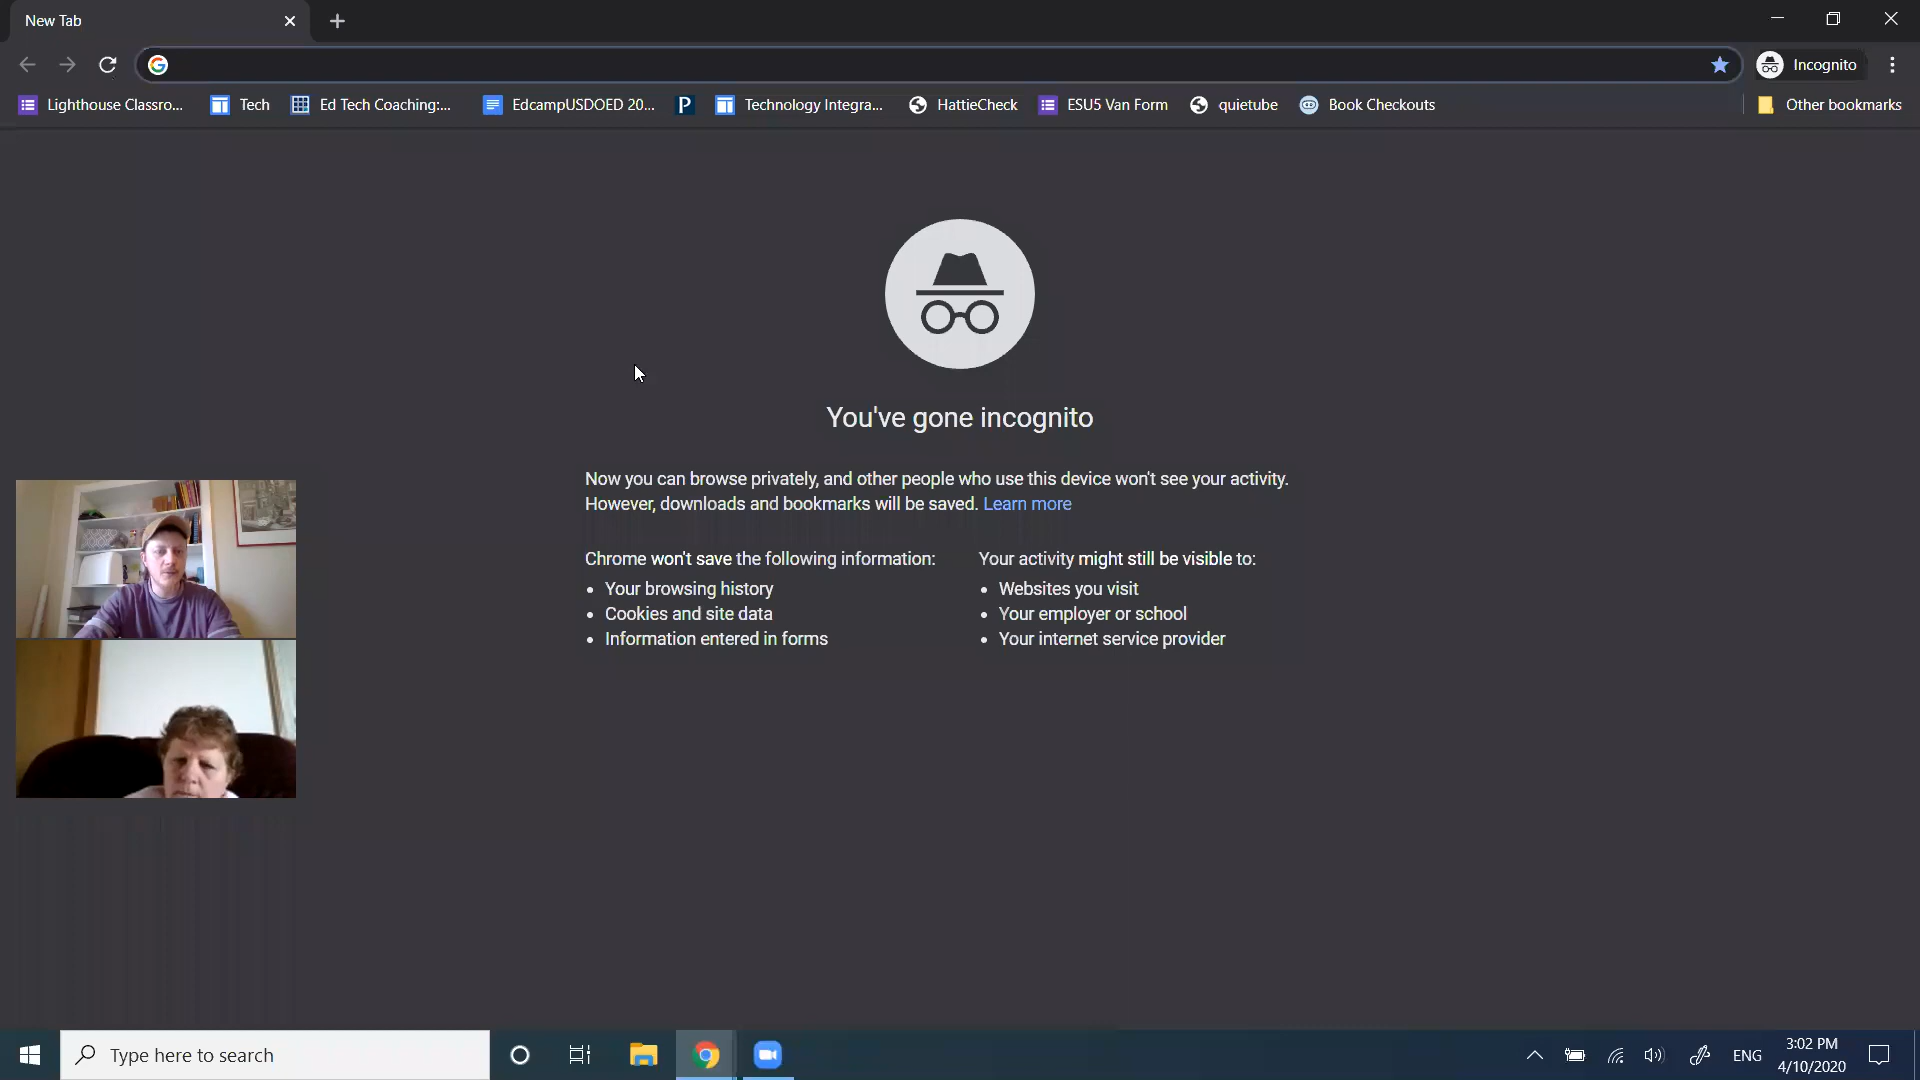 New Tab
Incognito
Lighthouse Classro...
Tech
Ed Tech Coaching:...
EdcampUSDOED 20...
P
Technology Integra...
HattieCheck
ESU5 Van Form
quietube
Book Checkouts
Other bookmarks
You've gone incognito
Now you can browse privately, and other people who use this device won't see your activity.
However, downloads and bookmarks will be saved. Learn more
Chrome won't save the following information:
• Your browsing history
• Cookies and site data
• Information entered in forms
Your activity might still be visible to:
• Websites you visit
• Your employer or school
• Your internet service provider
Type here to search
ENG
3:02 PM
4/10/2020